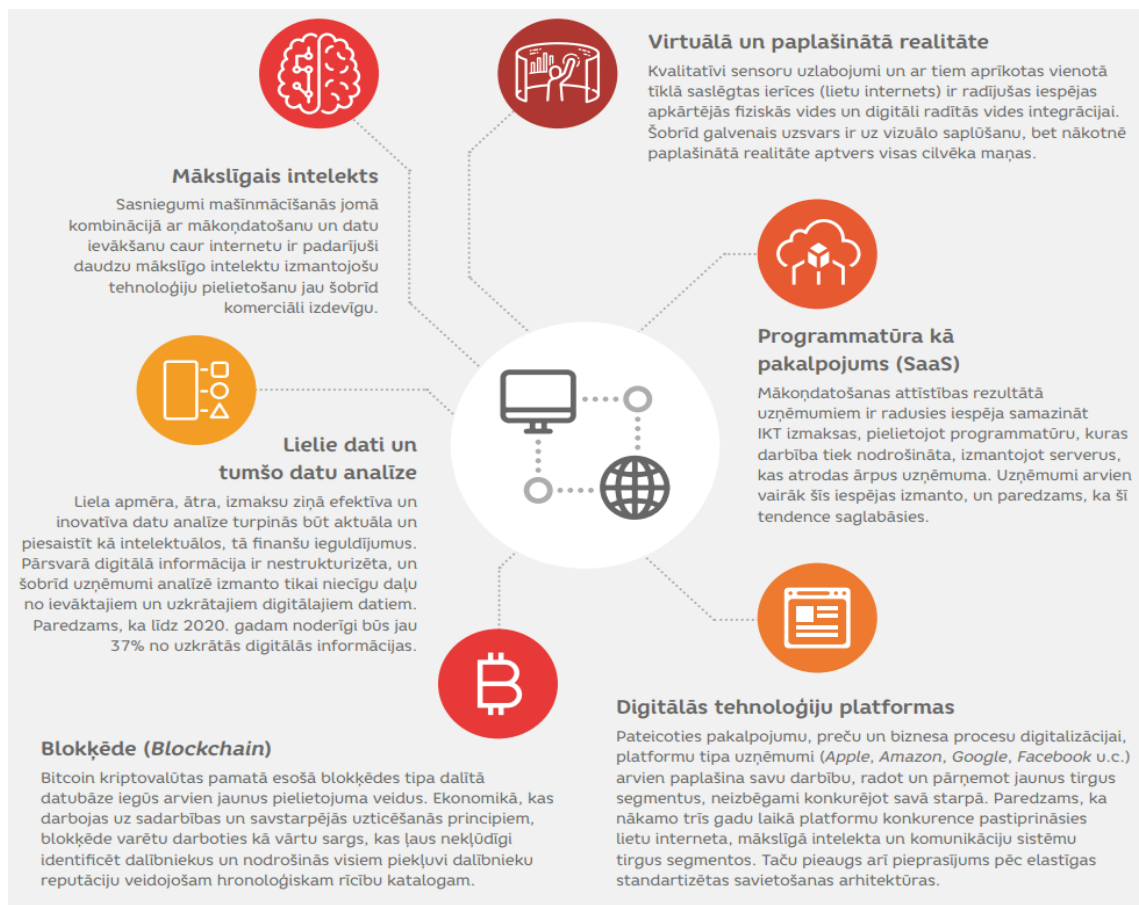 Virtuālā un paplašinātā realitāte
Kvalitatīvi sensoru uzlabojumi un ar tiem aprīkotas vienotā
tīklā saslēgtas ierīces (lietu internets) ir radījušas iespējas
apkārtējās fiziskās vides un digitāli radītās vides integrācijai.
Šobrīd galvenais uzsvars ir uz vizuālo saplūšanu, bet nākotnē
paplašinātā realitāte aptvers visas cilvēka maņas.
Mākslīgais intelekts
Sasniegumi mašīnmācīšanās jomā
kombinācijā ar mākoņdatošanu un datu
ievākšanu caur internetu ir padarījuši
daudzu mākslīgo intelektu izmantojošu
tehnoloģiju pielietošanu jau šobrīd
komerciāli izdevīgu.
Programmatūra kā
pakalpojums (SaaS)
Mākoņdatošanas attīstības rezultātā
uzņēmumiem ir radusies iespēja samazināt
IKT izmaksas, pielietojot programmatūru, kuras
darbība tiek nodrošināta, izmantojot serverus,
kas atrodas ārpus uzņēmuma. Uzņēmumi arvien
vairāk šīs iespējas izmanto, un paredzams, ka šī
tendence saglabāsies.
Lielie dati un
tumšo datu analīze
Liela apmēra, ātra, izmaksu ziņā efektīva un
inovatīva datu analīze turpinās būt aktuāla un
piesaistīt kā intelektuālos, tā finanšu ieguldījumus.
Pārsvarā digitālā informācija ir nestrukturizēta, un
šobrīd uzņēmumi analīzē izmanto tikai niecīgu daļu
no ievāktajiem un uzkrātajiem digitālajiem datiem.
Paredzams, ka līdz 2020. gadam noderīgi būs jau
37% no uzkrātās digitālās informācijas.
Blokķēde (Blockchain)
Bitcoin kriptovalūtas pamatā esošā blokķēdes tipa dalītā
datubāze iegūs arvien jaunus pielietojuma veidus. Ekonomikā, kas
darbojas uz sadarbības un savstarpējās uzticēšanās principiem,
blokķēde varētu darboties kā vārtu sargs, kas ļaus nekļūdīgi
identificēt dalībniekus un nodrošinās visiem piekļuvi dalībnieku
reputāciju veidojošam hronoloģiskam rīcību katalogam.
Digitālās tehnoloģiju platformas
Pateicoties pakalpojumu, preču un biznesa procesu digitalizācijai,
platformu tipa uzņēmumi (Apple, Amazon, Google, Facebook u.c.)
arvien paplašina savu darbību, radot un pārņemot jaunus tirgus
segmentus, neizbēgami konkurējot savā starpā. Paredzams, ka
nākamo trīs gadu laikā platformu konkurence pastiprināsies
lietu interneta, mākslīgā intelekta un komunikāciju sistēmu
tirgus segmentos. Taču pieaugs arī pieprasījums pēc elastīgas
standartizētas savietošanas arhitektūras.